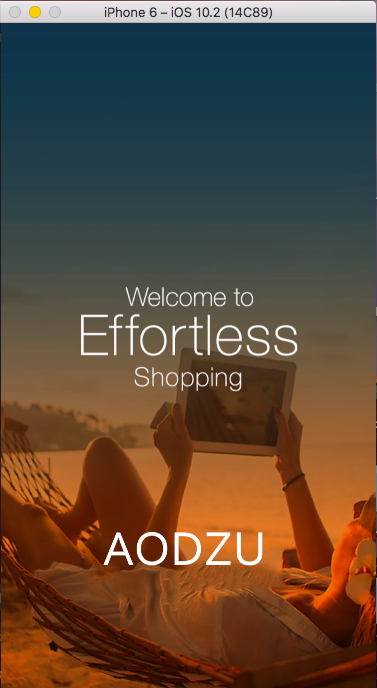 iPhone 6 – iOS 10.2 (14C89)
Welcome to
Effortless
Shopping
AODZU